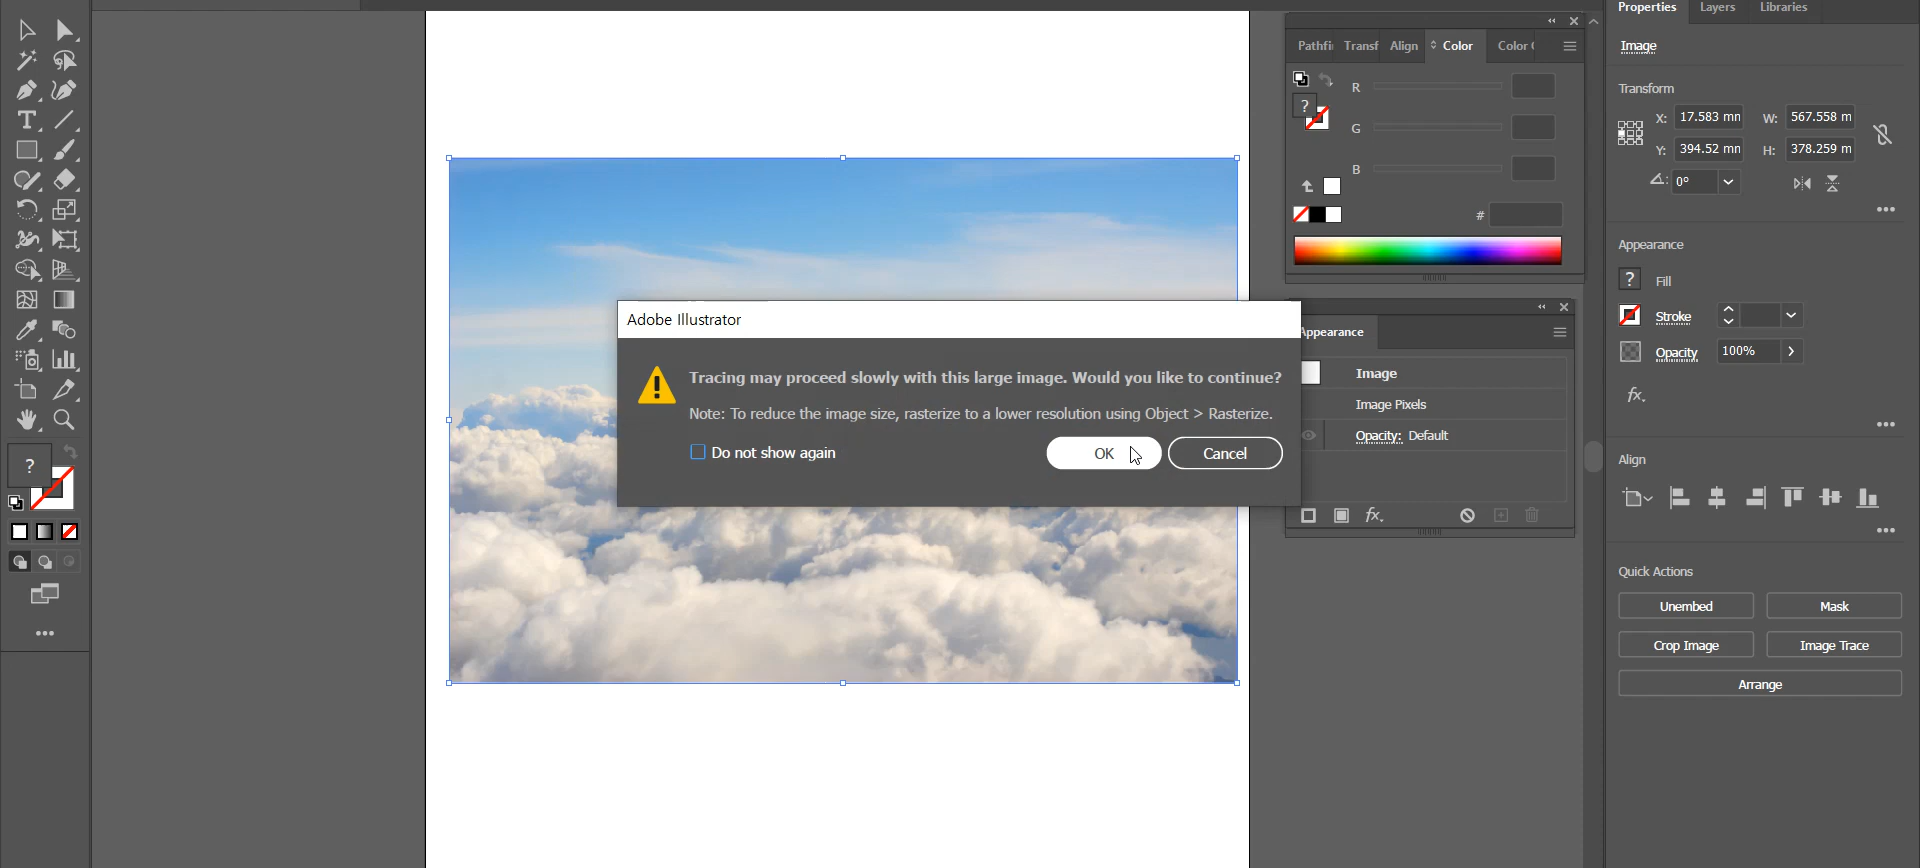 Properties
Layers
Libraries
Pathfi
Transf
Align
Color
Color
Image
R
G
B
#
Transform
X:
17.583 mn
W:
567.558 m
Y:
394.52 mn
H:
378.259 m
0°
Appearance
?
Fill
Stroke
Opacity
100%
fx.
Align
Quick Actions
Unembed
Mask
Crop Image
Image Trace
Arrange
Appearance
Image
Image Pixels
Opacity: Default
fx.
Adobe Illustrator
Tracing may proceed slowly with this large image. Would you like to continue?
Note: To reduce the image size, rasterize to a lower resolution using Object > Rasterize.
Do not show again
OK
Cancel
T
?
?